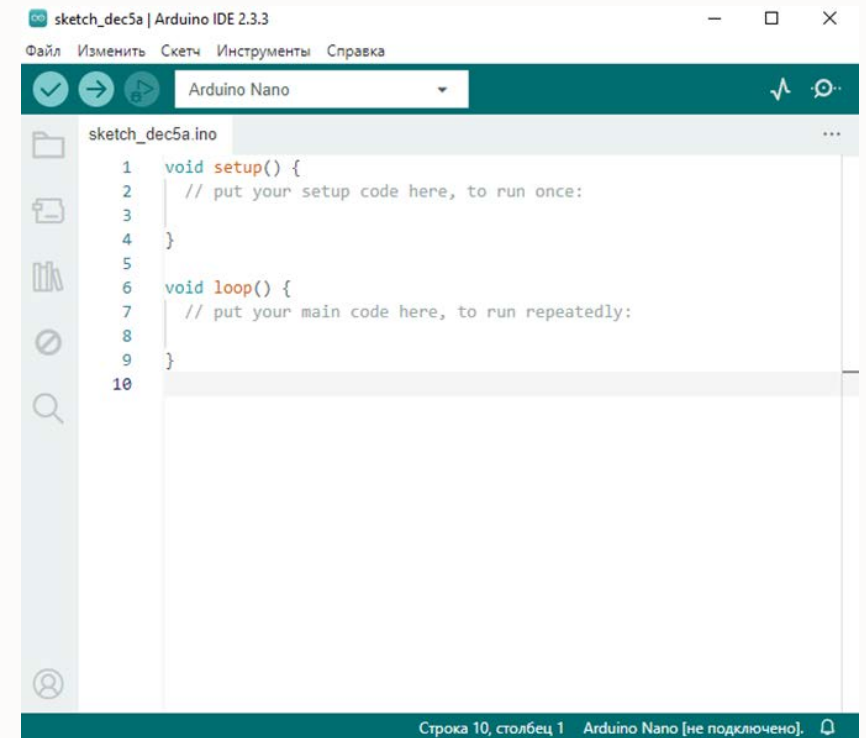 sketch_dec5a | Arduino IDE 2.3.3
Файл Изменить Скетч Инструменты Справка
Arduino Nano
sketch_dec5a.ino
...
1 void setup() {
2 // put your setup code here, to run once:
3
4 }
5
6 void loop() {
7 // put your main code here, to run repeatedly:
8
9 }
10
Строка 10, столбец 1 Arduino Nano [не подключено].